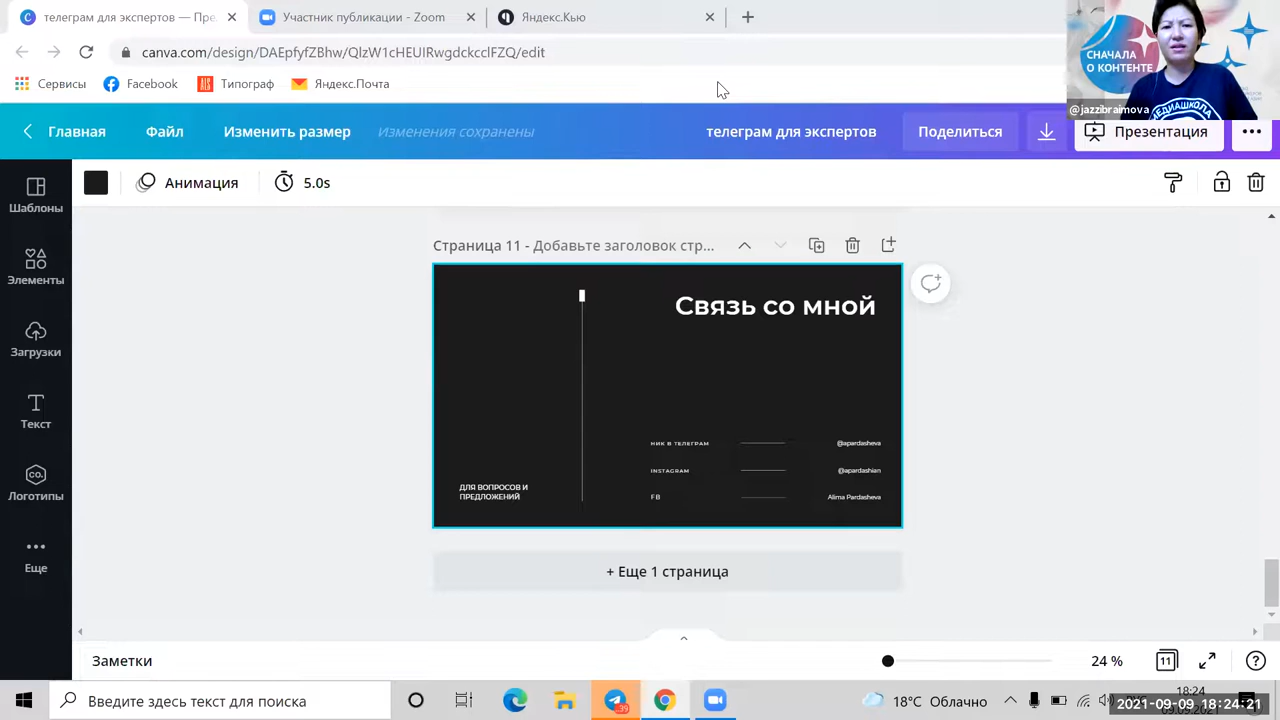 телеграм для экспертов — Пре
Участник публикации - Zoom
Яндекс.Кью
canva.com/design/DAEpfyfZBhw/QlzW1cHEUIRwgdckcclFZQ/edit
Сервисы
Facebook
Типограф
Яндекс.Почта
СНАЧАЛА
О КОНТЕНТЕ
@jazzibraimova
Главная
Файл
Изменить размер
Изменения сохранены
телеграм для экспертов
Поделиться
Презентация
Шаблоны
Элементы
Загрузки
Текст
Логотипы
Еще
Анимация
5.0s
Страница 11 - Добавьте заголовок стр...
Связь со мной
НИК В ТЕЛЕГРАМ
@apardasheva
INSTAGRAM
@apardashian
FB
Alima Pardasheva
ДЛЯ ВОПРОСОВ И
ПРЕДЛОЖЕНИЙ
+ Еще 1 страница
Заметки
24 %
11
Введите здесь текст для поиска
18°C Облачно
18:24
2021-09-09 18:24:21